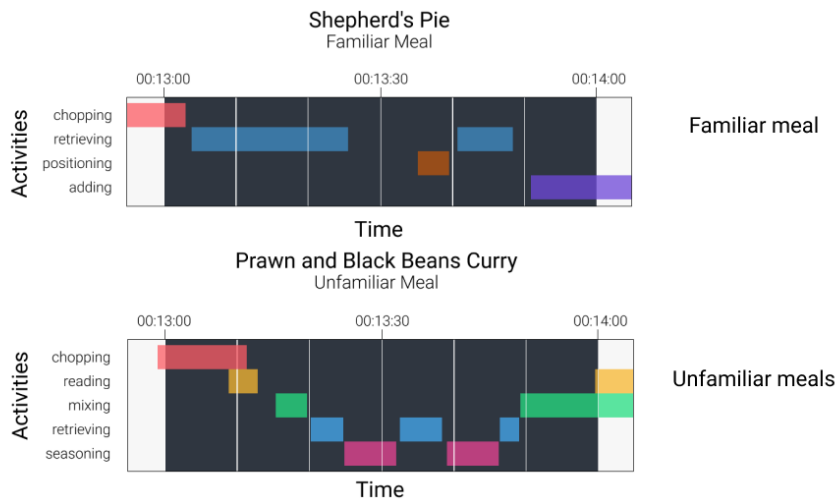 Shepherd's Pie
Familiar Meal
00:13:00 00:13:30 00:14:00
Activities
chopping
retrieving
positioning
adding
Familiar meal
Time
Prawn and Black Beans Curry
Unfamiliar Meal
00:13:00 00:13:30 00:14:00
Activities
chopping
reading
mixing
retrieving
seasoning
Unfamiliar meals
Time